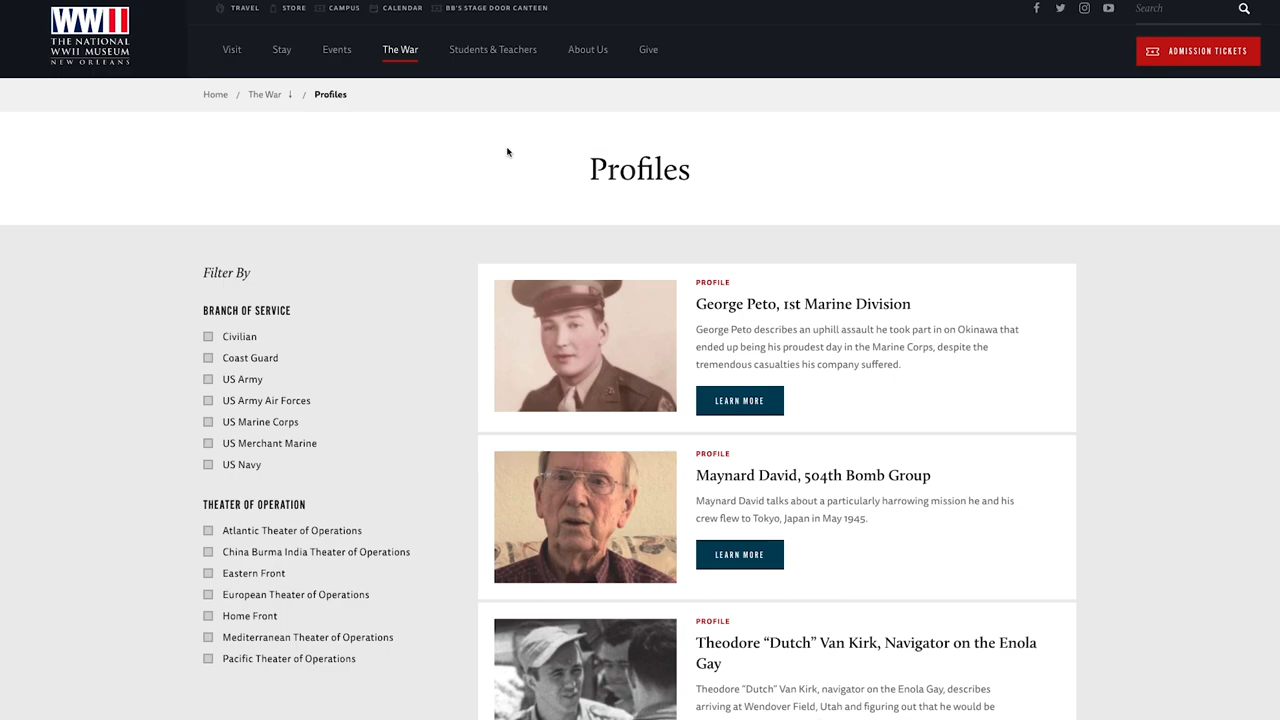 TRAVEL STORE CAMPUS CALENDAR BB'S STAGE DOOR CANTEEN Search
WWII
THE NATIONAL
WWII MUSEUM
NEW ORLEANS
Visit Stay Events The War Students & Teachers About Us Give ADMISSION TICKETS
Home / The War ↓ / Profiles
Profiles
Filter By
BRANCH OF SERVICE
Civilian
Coast Guard
US Army
US Army Air Forces
US Marine Corps
US Merchant Marine
US Navy
THEATER OF OPERATION
Atlantic Theater of Operations
China Burma India Theater of Operations
Eastern Front
European Theater of Operations
Home Front
Mediterranean Theater of Operations
Pacific Theater of Operations
PROFILE
George Peto, 1st Marine Division
George Peto describes an uphill assault he took part in on Okinawa that
ended up being his proudest day in the Marine Corps, despite the
tremendous casualties his company suffered.
LEARN MORE
PROFILE
Maynard David, 504th Bomb Group
Maynard David talks about a particularly harrowing mission he and his
crew flew to Tokyo, Japan in May 1945.
LEARN MORE
PROFILE
Theodore “Dutch” Van Kirk, Navigator on the Enola
Gay
Theodore "Dutch" Van Kirk, navigator on the Enola Gay, describes
arriving at Wendover Field, Utah and figuring out that he would be